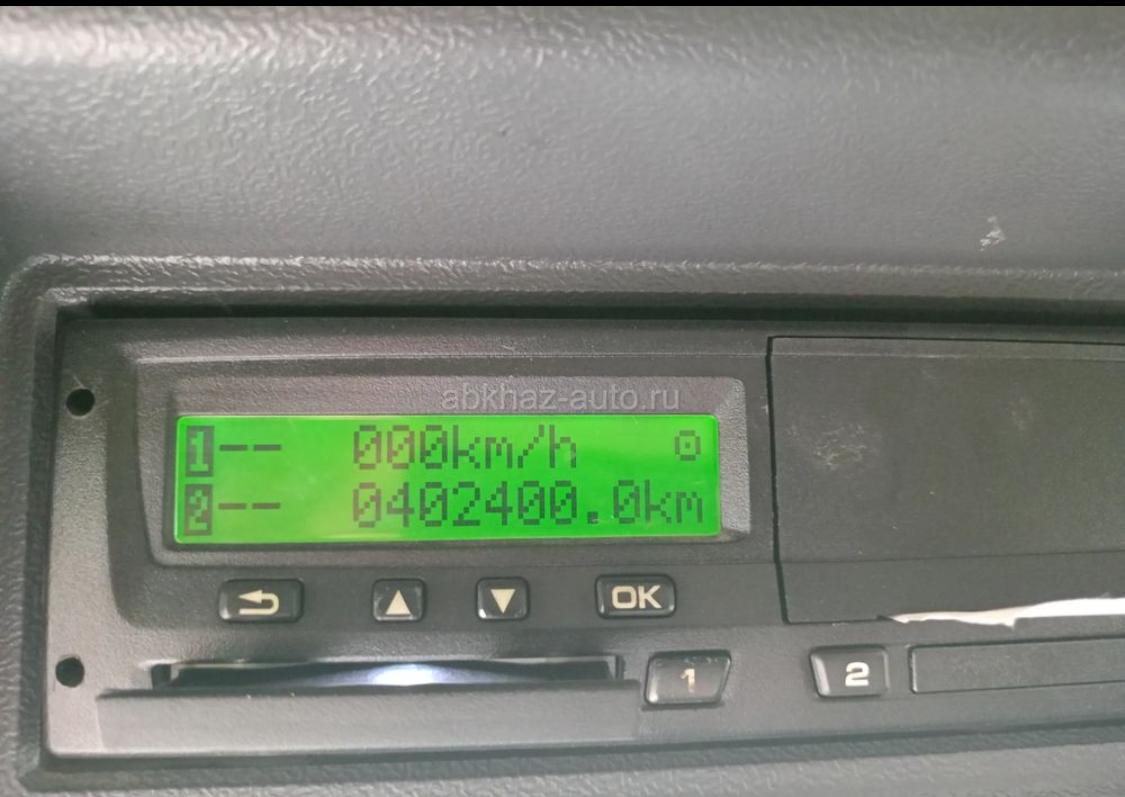 abkhaz-auto.ru
1-- 000km/h
2-- 0402400.0km
OK
1
2